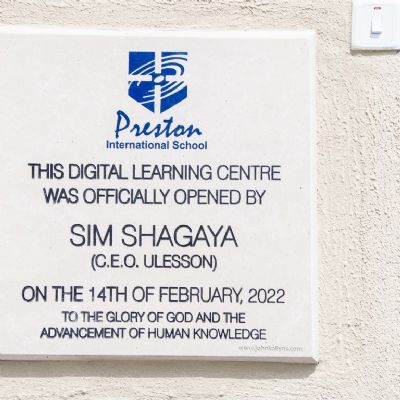 Preston
International School
THIS DIGITAL LEARNING CENTRE
WAS OFFICIALLY OPENED BY
SIM SHAGAYA
(C.E.O. ULESSON)
ON THE 14TH OF FEBRUARY, 2022
TO THE GLORY OF GOD AND THE
ADVANCEMENT OF HUMAN KNOWLEDGE